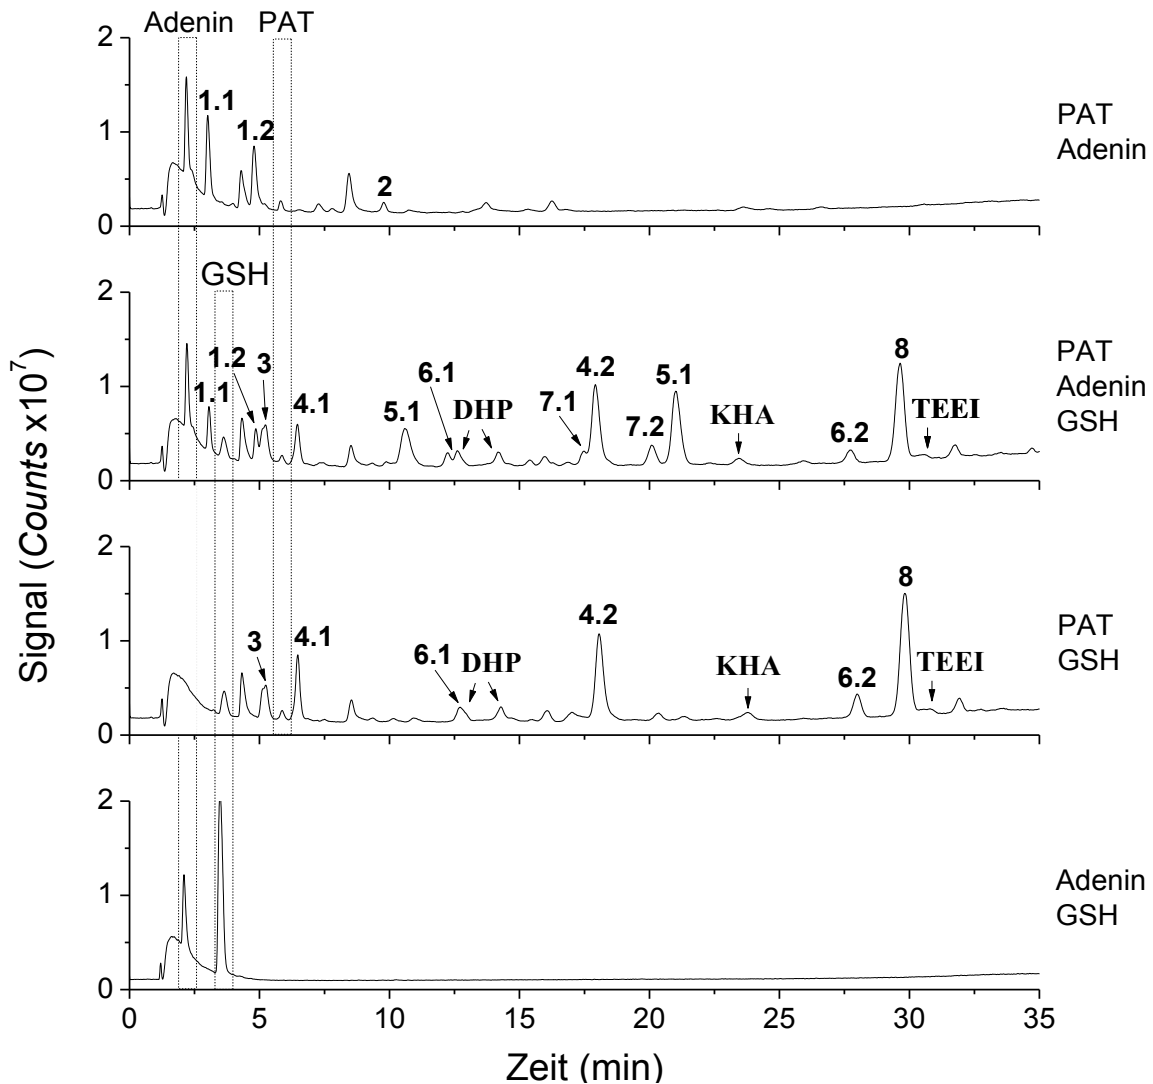 Adenin PAT
2
1.1
1.2
1
2
0
PAT
Adenin
GSH
2
1.2
3
8
4.2
5.1
6.1
1.1
4.1
5.1
DHP
7.1
7.2
KHA
6.2
TEEI
1
0
PAT
Adenin
GSH
2
8
4.2
3
4.1
6.1
DHP
KHA
6.2
TEEI
1
0
PAT
GSH
2
1
0
Adenin
GSH
0 5 10 15 20 25 30 35
Zeit (min)
Signal (Counts x10⁷)